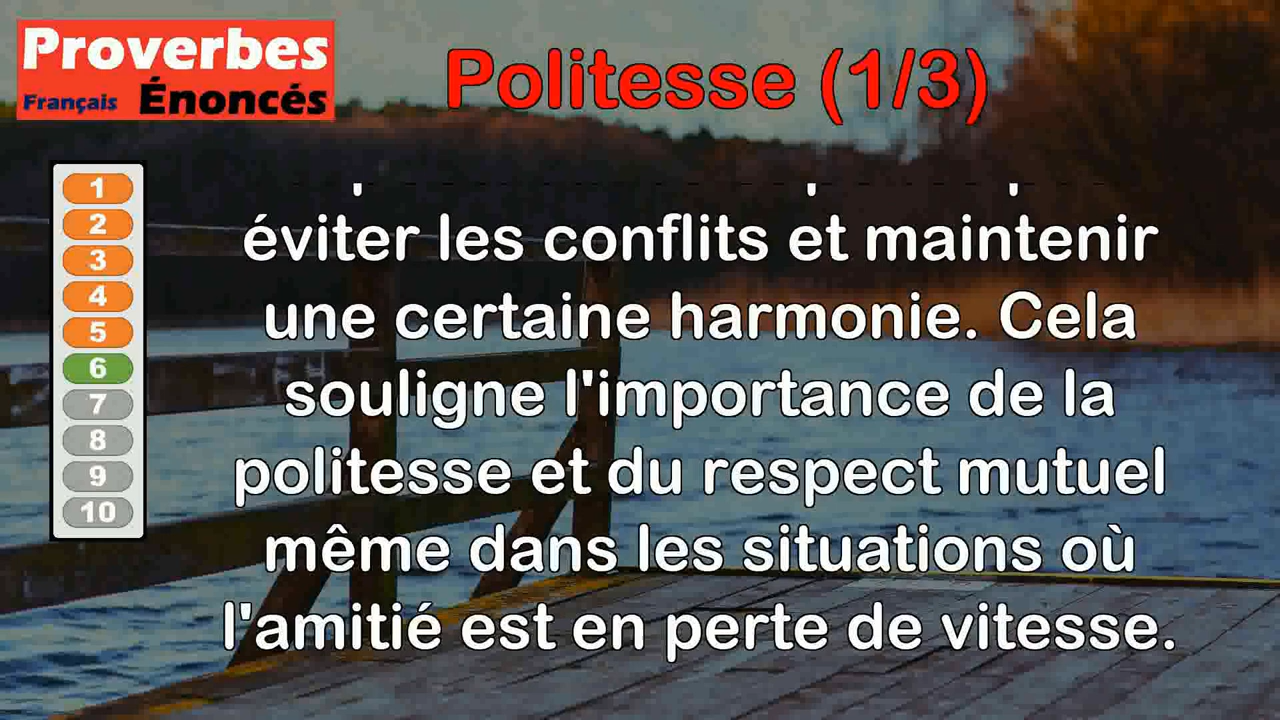 Proverbes
Français Énoncés
Politesse (1/3)
1
2
3
4
5
6
7
8
9
10
éviter les conflits et maintenir
une certaine harmonie. Cela
souligne l'importance de la
politesse et du respect mutuel
même dans les situations où
l'amitié est en perte de vitesse.